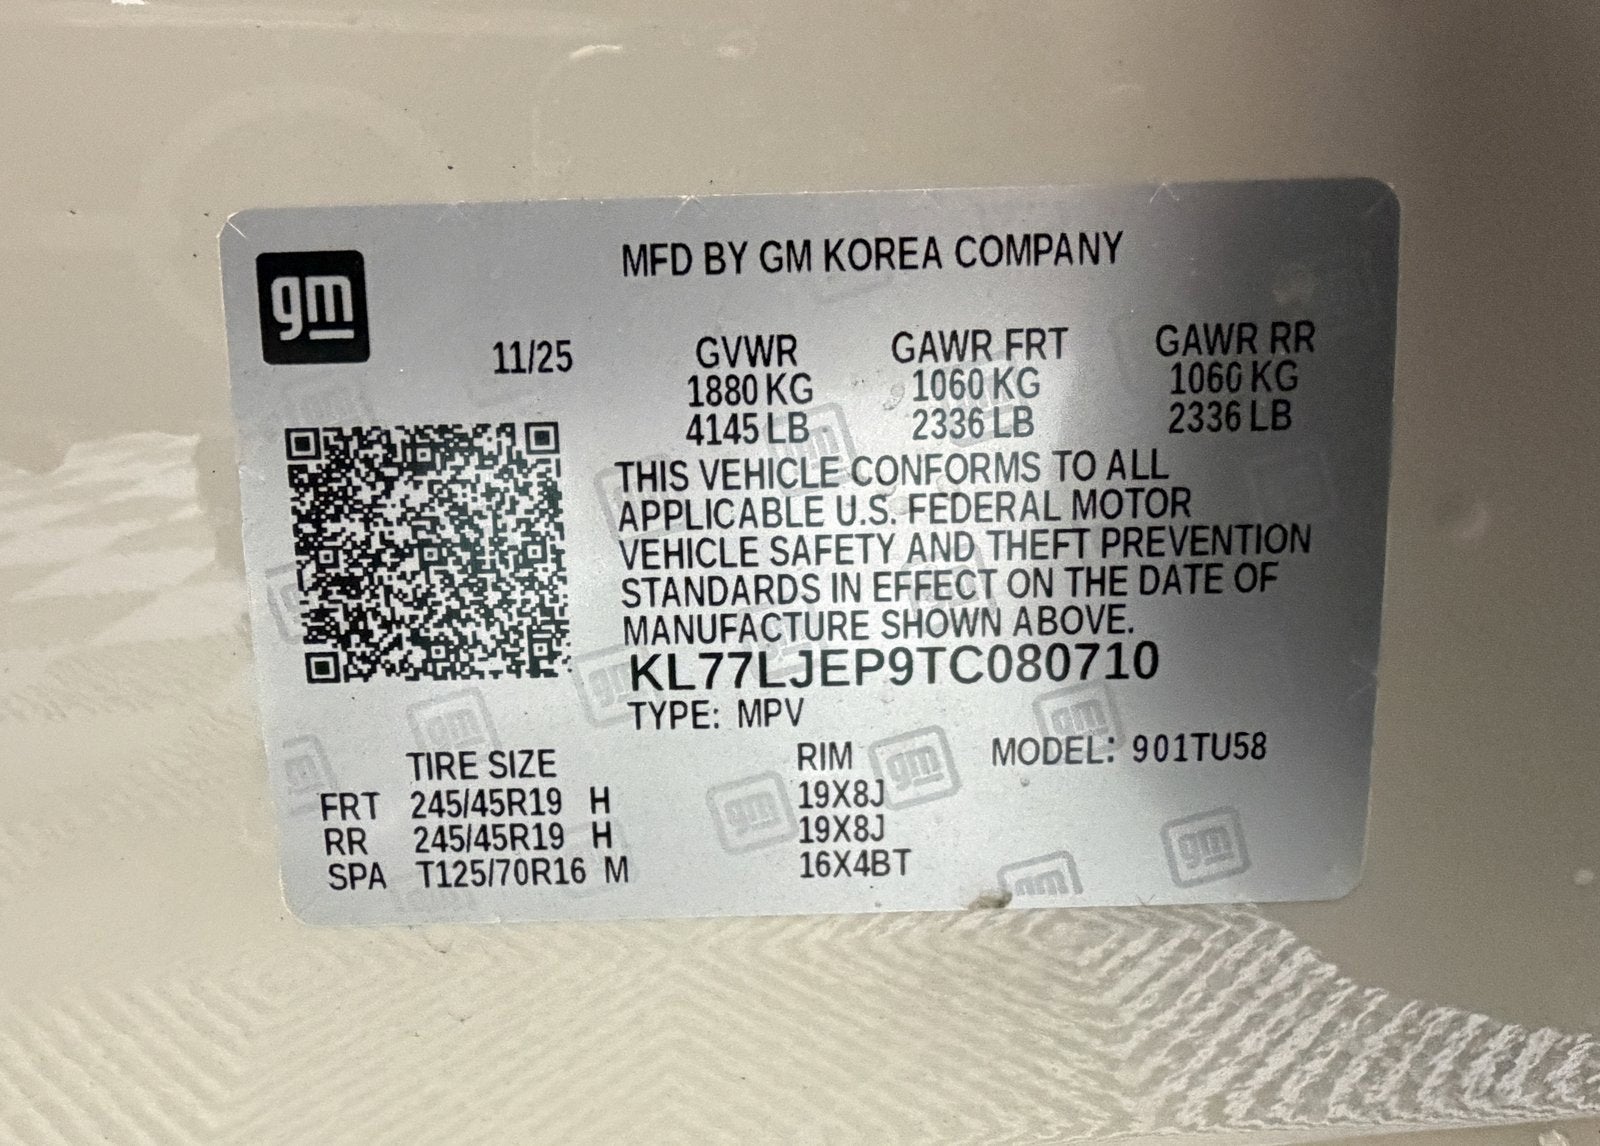 gm
MFD BY GM KOREA COMPANY
11/25 GVWR GAWR FRT GAWR RR
1880 KG 1060 KG 1060 KG
4145 LB 2336 LB 2336 LB
THIS VEHICLE CONFORMS TO ALL
APPLICABLE U.S. FEDERAL MOTOR
VEHICLE SAFETY AND THEFT PREVENTION
STANDARDS IN EFFECT ON THE DATE OF
MANUFACTURE SHOWN ABOVE.
KL77LJEP9TC080710
TYPE: MPV
TIRE SIZE RIM MODEL: 901TU58
FRT 245/45R19 H 19X8J
RR 245/45R19 H 19X8J
SPA T125/70R16 M 16X4BT